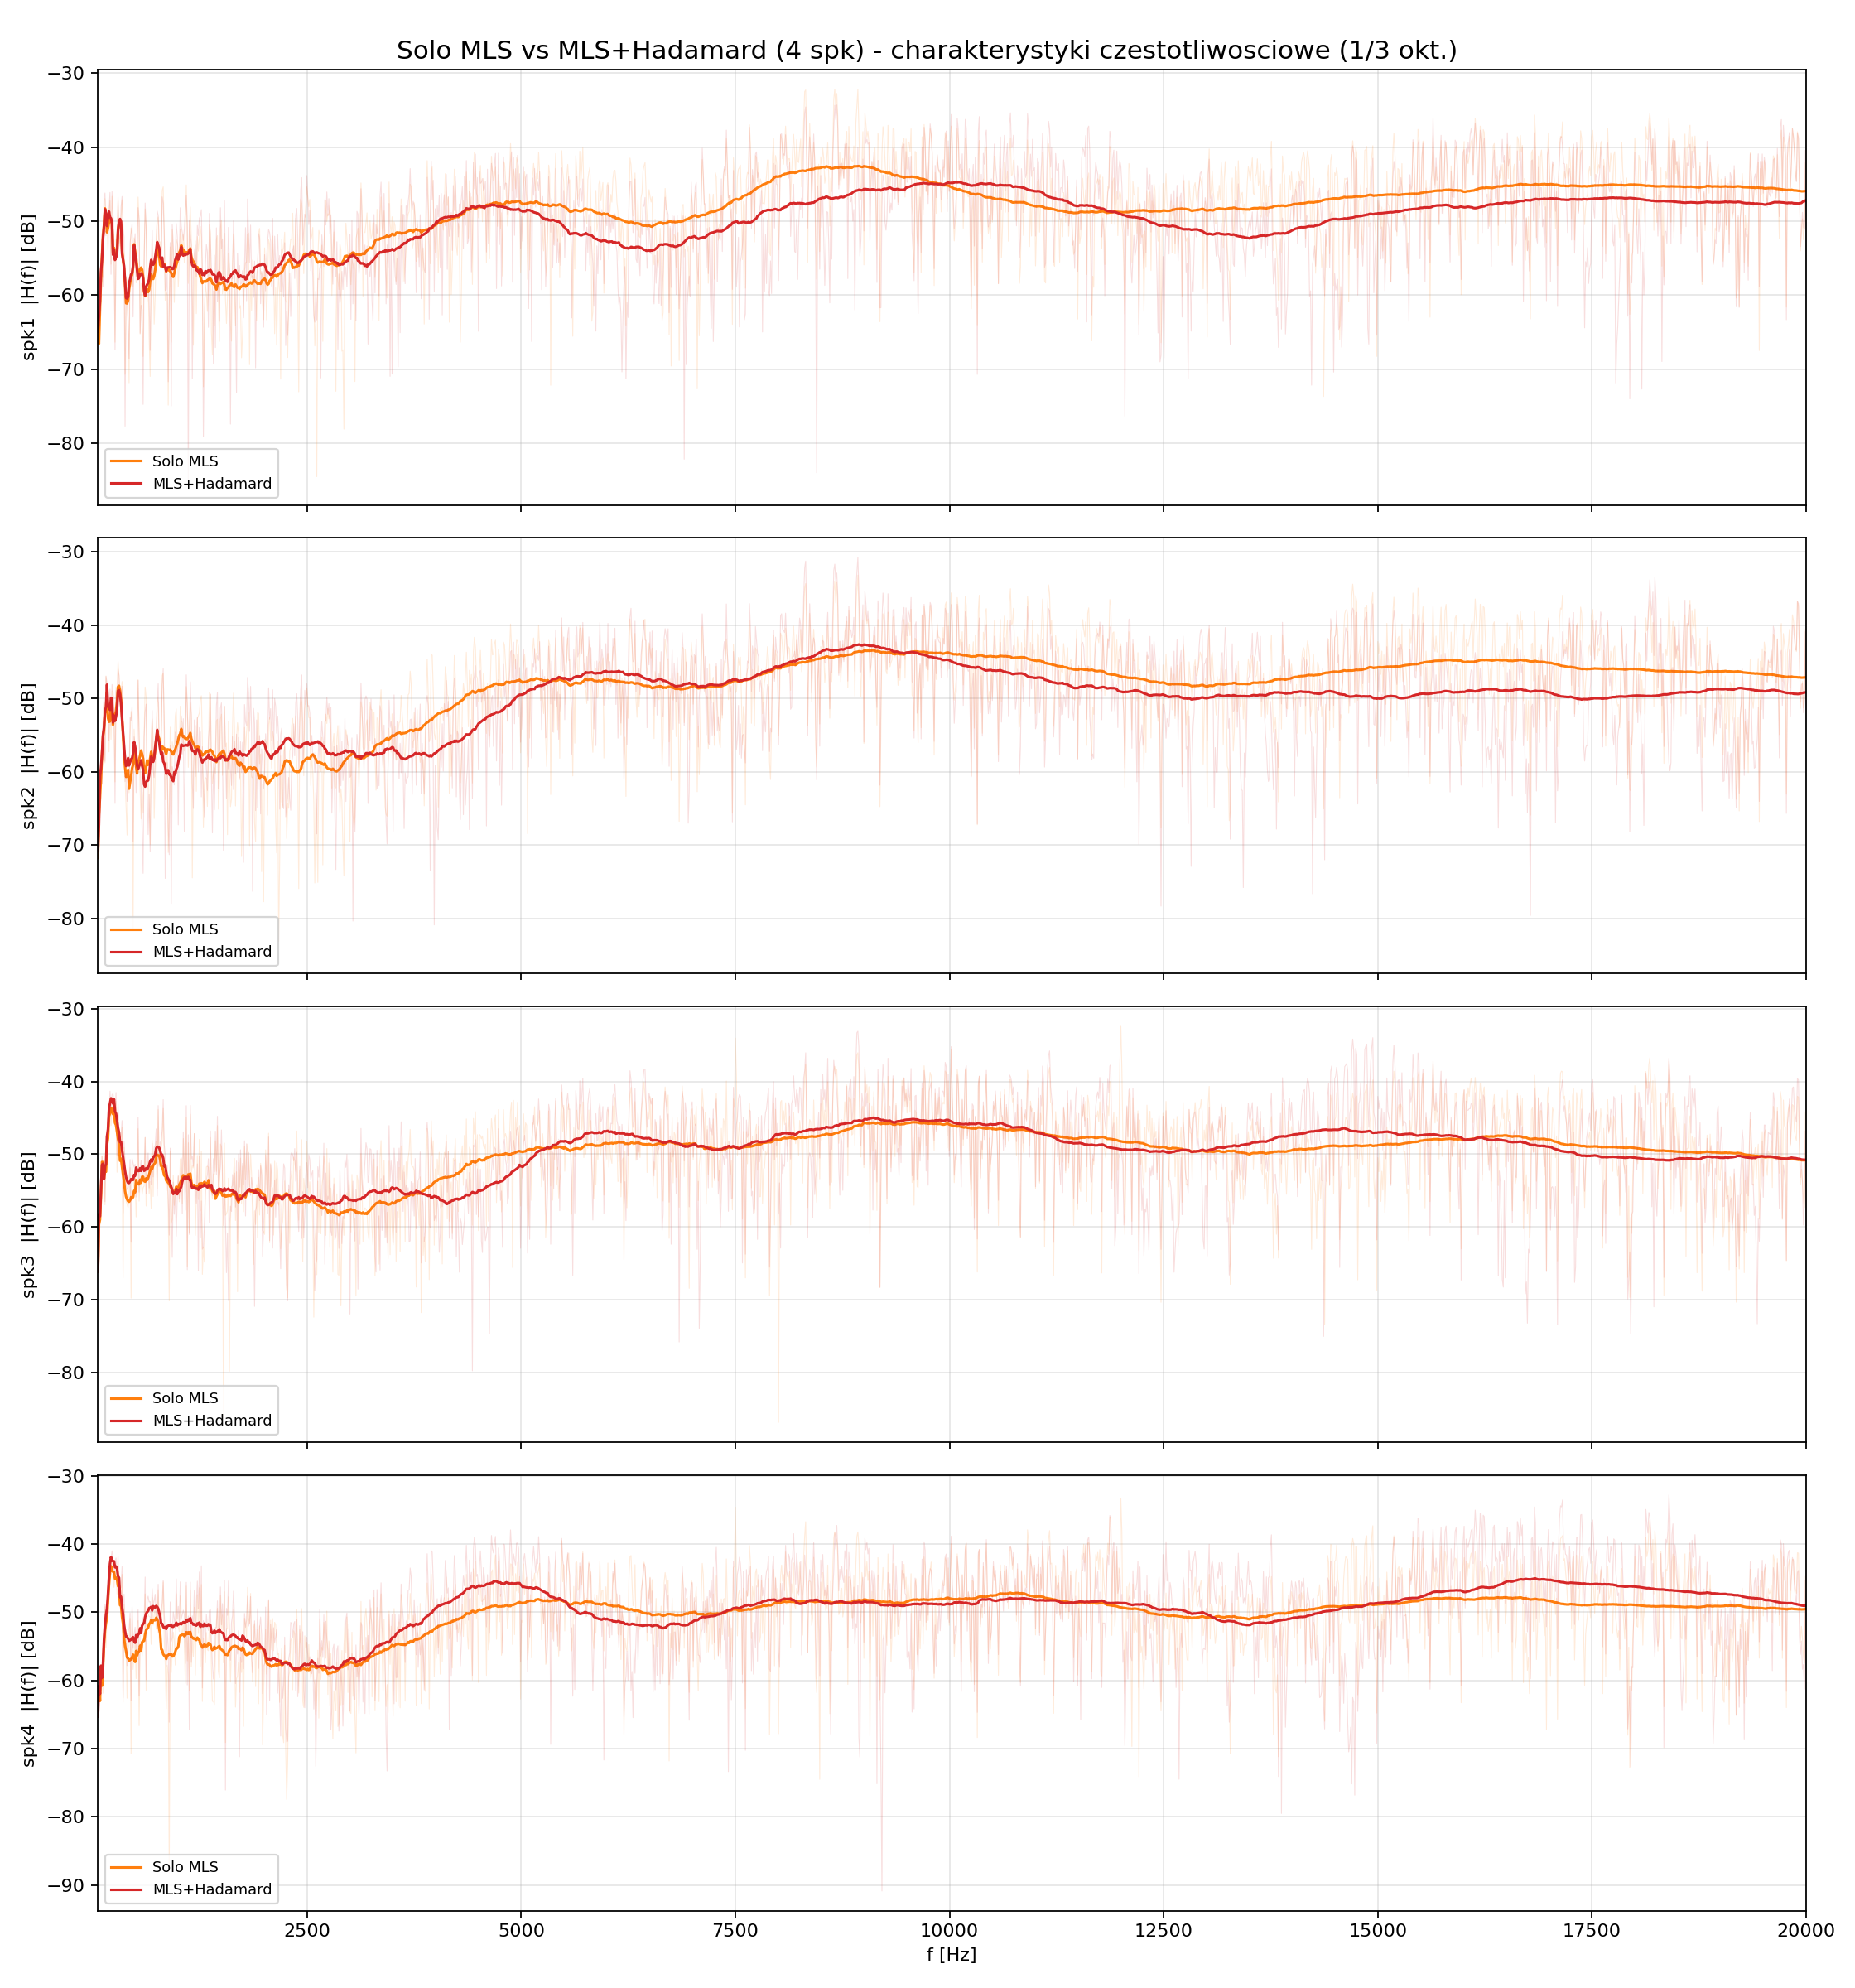 Solo MLS vs MLS+Hadamard (4 spk) - charakterystyki czestotliwosciowe (1/3 okt.)
−30
−40
−50
−60
−70
−80
spk1 |H(f)| [dB]
Solo MLS
MLS+Hadamard
−30
−40
−50
−60
−70
−80
spk2 |H(f)| [dB]
Solo MLS
MLS+Hadamard
−30
−40
−50
−60
−70
−80
spk3 |H(f)| [dB]
Solo MLS
MLS+Hadamard
−30
−40
−50
−60
−70
−80
−90
spk4 |H(f)| [dB]
Solo MLS
MLS+Hadamard
2500 5000 7500 10000 12500 15000 17500 20000
f [Hz]